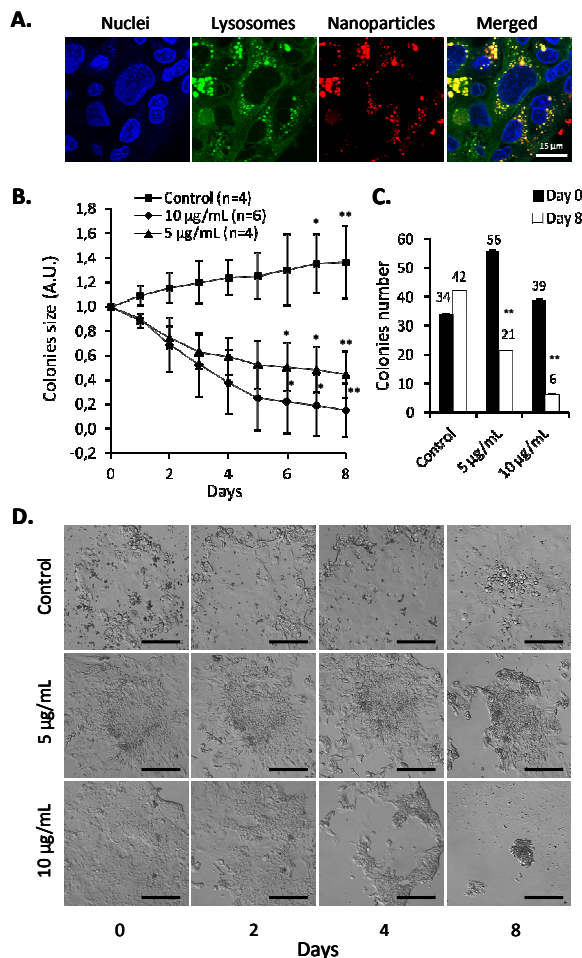 A.
Nuclei Lysosomes Nanoparticles Merged
15 µm
B.
Control (n=4)
10 µg/mL (n=6)
5 µg/mL (n=4)
Colonies size (A.U.)
1,8
1,6
1,4
1,2
1,0
0,8
0,6
0,4
0,2
0,0
-0,2
* **
* * **
* * **
0 2 4 6 8
Days
C.
Day 0
Day 8
Colonies number
60
50
40
30
20
10
0
34 42 56 ** 21 39 ** 6
Control 5 µg/mL 10 µg/mL
D.
Control
5 µg/mL
10 µg/mL
0 2 4 8
Days